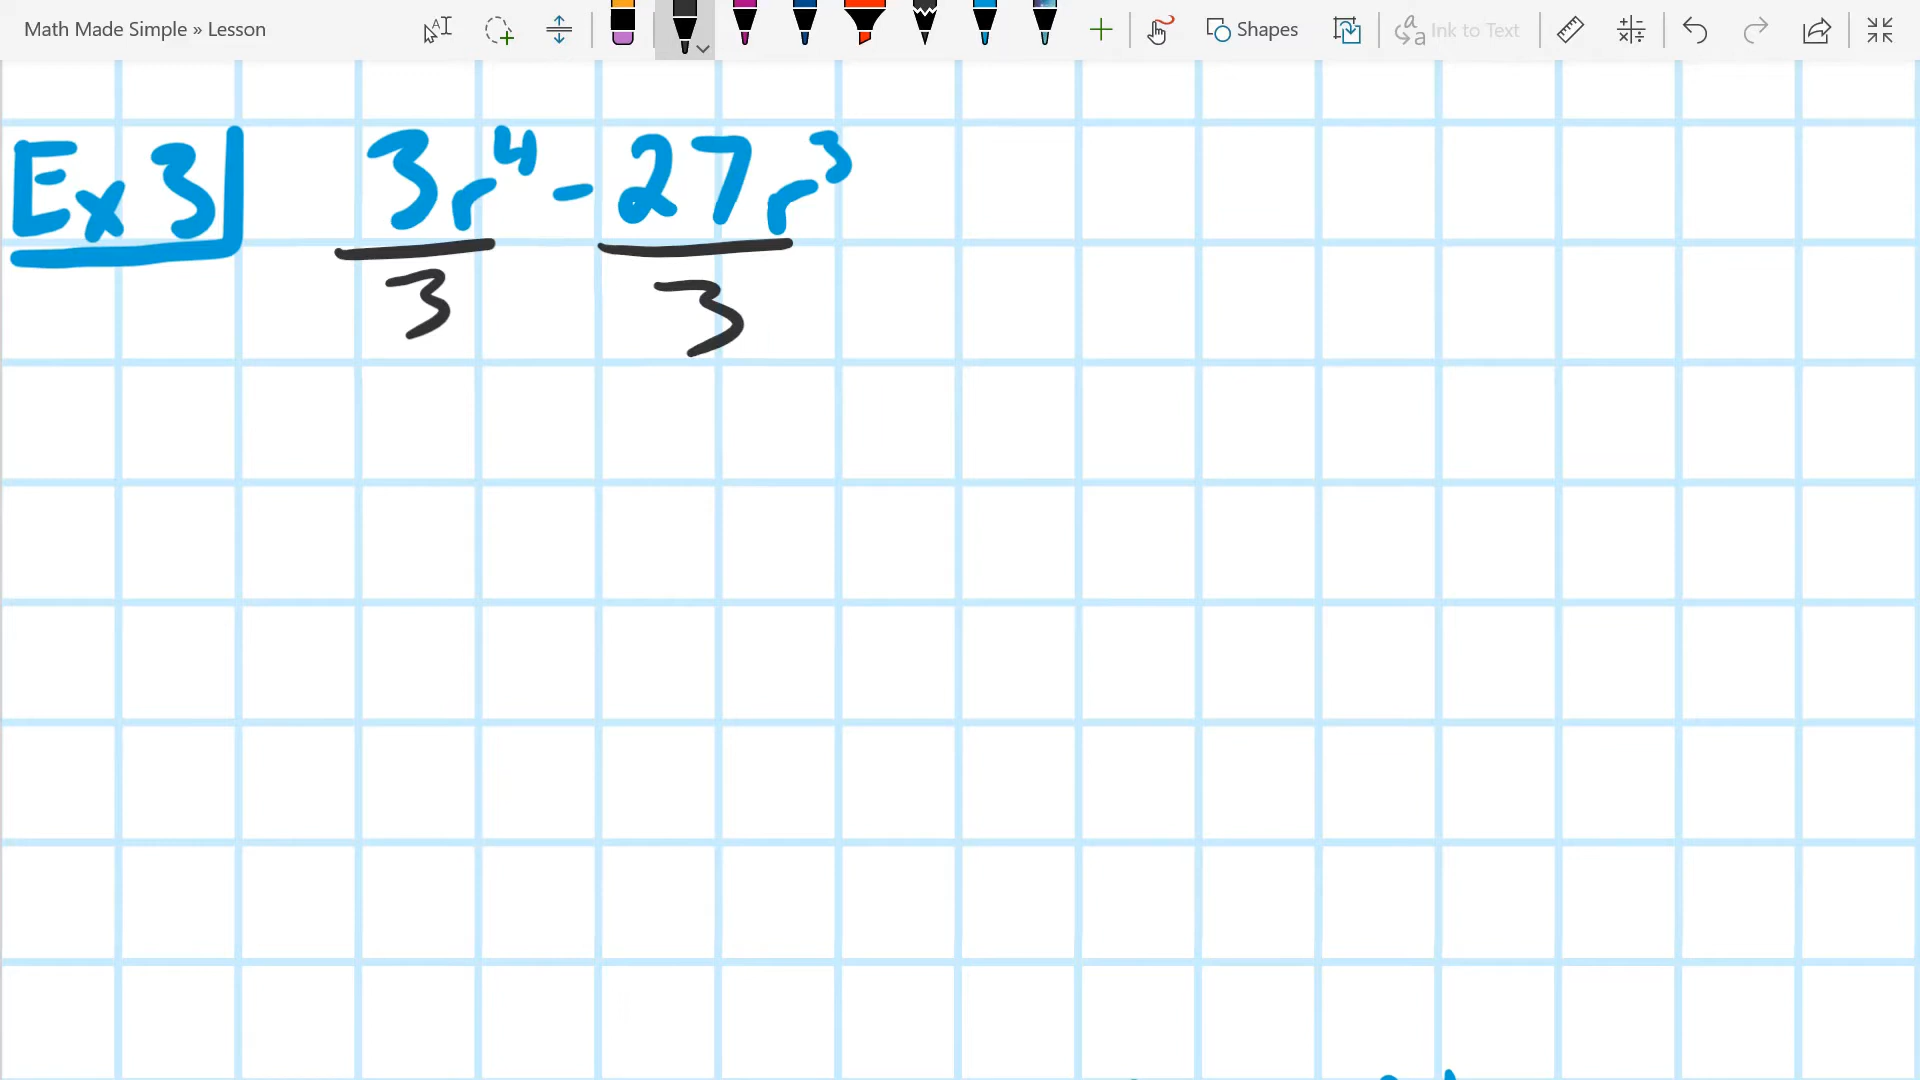 Math Made Simple » Lesson
Shapes
Ink to Text
Ex 3 3r⁴ - 27r³
3 3